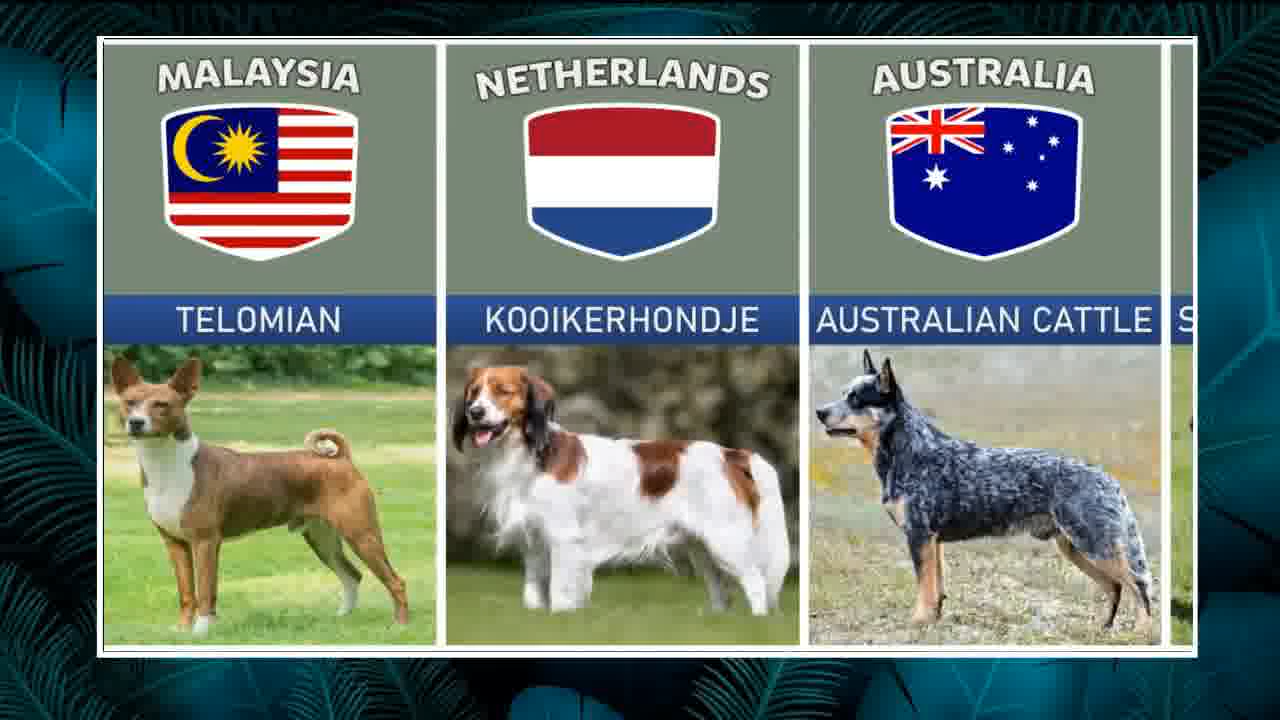 MALAYSIA
NETHERLANDS
AUSTRALIA
TELOMIAN
KOOIKERHONDJE
AUSTRALIAN CATTLE
S